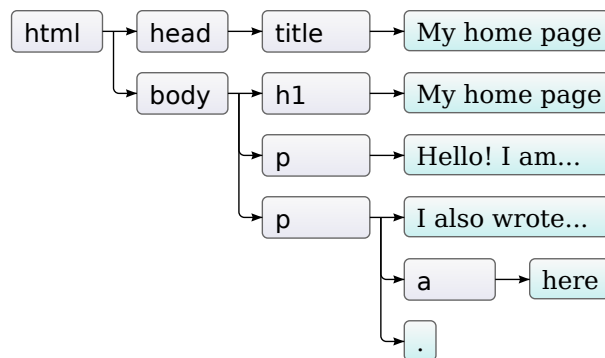 html head title My home page
body h1 My home page
p Hello! I am...
p I also wrote...
a here
.